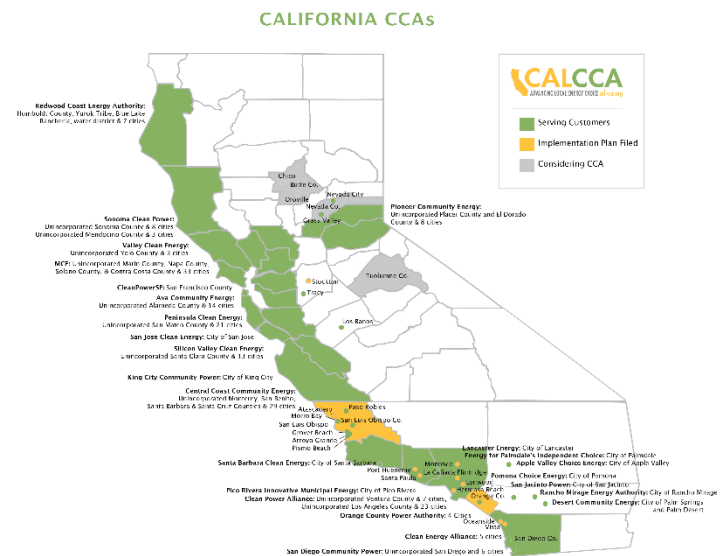 CALIFORNIA CCAs
CALCCA
ADVANCING LOCAL ENERGY CHOICE
Serving Customers
Implementation Plan Filed
Considering CCA
Redwood Coast Energy Authority:
Humboldt County, Yurok Tribe, Blue Lake
Rancheria, water district & 7 cities
Chico
Butte Co.
Oroville
Nevada City
Nevada Co.
Grass Valley
Pioneer Community Energy:
Unincorporated Placer County and El Dorado
County & 8 cities
Sonoma Clean Power:
Unincorporated Sonoma County & 8 cities
Unincorporated Mendocino County & 3 cities
Valley Clean Energy:
Unincorporated Yolo County & 3 cities
MCE: Unincorporated Marin County, Napa County,
Solano County, & Contra Costa County & 33 cities
Tuolumne Co.
CleanPowerSF: San Francisco County
Stockton
Tracy
Ava Community Energy:
Unincorporated Alameda County & 14 cities
Peninsula Clean Energy:
Unincorporated San Mateo County & 21 cities
Los Banos
San Jose Clean Energy: City of San Jose
Silicon Valley Clean Energy:
Unincorporated Santa Clara County & 13 cities
King City Community Power: City of King City
Central Coast Community Energy:
Unincorporated Monterey, San Benito,
Santa Barbara & Santa Cruz Counties & 29 cities
Atascadero
Paso Robles
Morro Bay
San Luis Obispo Co.
San Luis Obispo
Grover Beach
Arroyo Grande
Pismo Beach
Lancaster Energy: City of Lancaster
Energy for Palmdale's Independent Choice: City of Palmdale
Santa Barbara Clean Energy: City of Santa Barbara
Monrovia
Apple Valley Choice Energy: City of Apple Valley
Port Hueneme
La Cañada Flintridge
Santa Paula
Pomona Choice Energy: City of Pomona
Lynwood
San Jacinto Power: City of San Jacinto
Pico Rivera Innovative Municipal Energy: City of Pico Rivera
Hermosa Beach
Rancho Mirage Energy Authority: City of Rancho Mirage
Clean Power Alliance: Unincorporated Ventura County & 7 cities,
Unincorporated Los Angeles County & 23 cities
Orange Co.
Desert Community Energy: City of Palm Springs
and Palm Desert
Orange County Power Authority: 4 Cities
Oceanside
Vista
Clean Energy Alliance: 5 cities
San Diego Co.
San Diego Community Power: Unincorporated San Diego and 6 cities